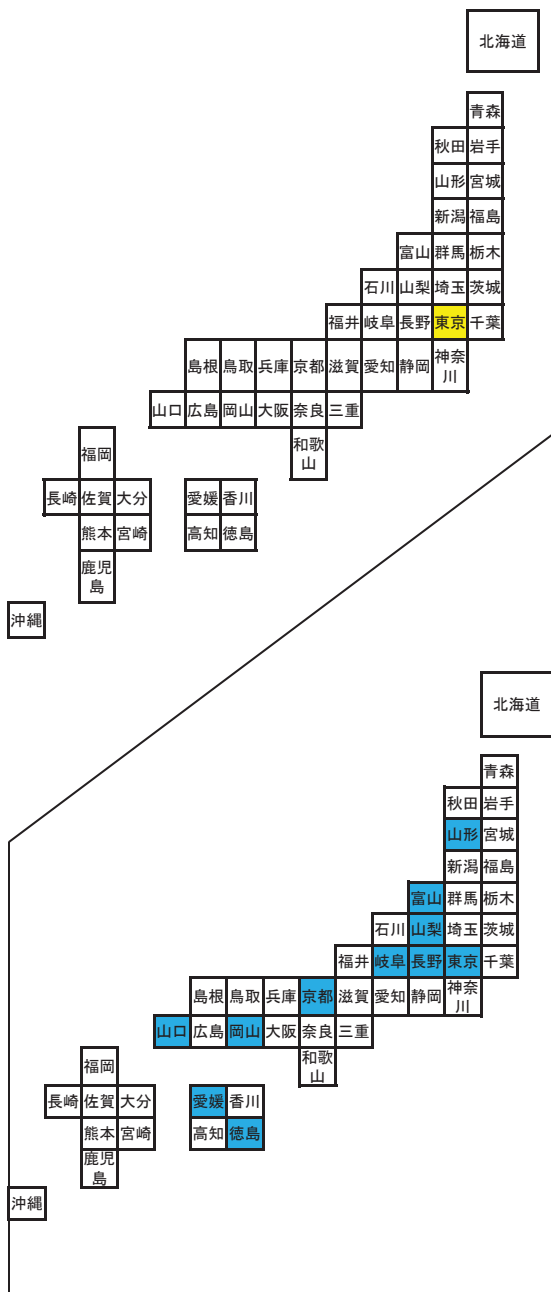 北海道
青森
秋田 岩手
山形 宮城
新潟 福島
富山 群馬 栃木
石川 山梨 埼玉 茨城
福井 岐阜 長野 東京 千葉
島根 鳥取 兵庫 京都 滋賀 愛知 静岡 神奈
川
山口 広島 岡山 大阪 奈良 三重
和歌
山
福岡
長崎 佐賀 大分 愛媛 香川
熊本 宮崎 高知 徳島
鹿児
島
沖縄
北海道
青森
秋田 岩手
山形 宮城
新潟 福島
富山 群馬 栃木
石川 山梨 埼玉 茨城
福井 岐阜 長野 東京 千葉
島根 鳥取 兵庫 京都 滋賀 愛知 静岡 神奈
川
山口 広島 岡山 大阪 奈良 三重
和歌
山
福岡
長崎 佐賀 大分 愛媛 香川
熊本 宮崎 高知 徳島
鹿児
島
沖縄